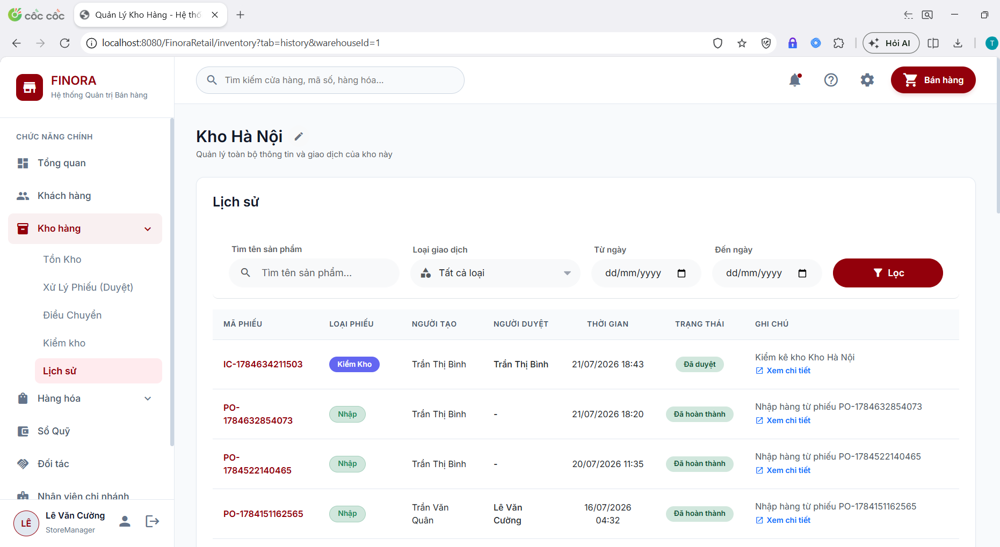 cốc cốc
Quản Lý Kho Hàng - Hệ thố
localhost:8080/FinoraRetail/inventory?tab=history&warehouseId=1
Hỏi AI
T
FINORA
Hệ thống Quản trị Bán hàng
Tìm kiếm cửa hàng, mã số, hàng hóa...
Bán hàng
CHỨC NĂNG CHÍNH
Tổng quan
Khách hàng
Kho hàng
Tồn Kho
Xử Lý Phiếu (Duyệt)
Điều Chuyển
Kiểm kho
Lịch sử
Hàng hóa
Sổ Quỹ
Đối tác
Nhân viên chi nhánh
LÊ
Lê Văn Cường
StoreManager
Kho Hà Nội
Quản lý toàn bộ thông tin và giao dịch của kho này
Lịch sử
Tìm tên sản phẩm
Loại giao dịch
Từ ngày
Đến ngày
Tìm tên sản phẩm...
Tất cả loại
dd/mm/yyyy
dd/mm/yyyy
Lọc
MÃ PHIẾU
LOẠI PHIẾU
NGƯỜI TẠO
NGƯỜI DUYỆT
THỜI GIAN
TRẠNG THÁI
GHI CHÚ
IC-1784634211503
Kiểm Kho
Trần Thị Bình
Trần Thị Bình
21/07/2026 18:43
Đã duyệt
Kiểm kê kho Kho Hà Nội
Xem chi tiết
PO-
1784632854073
Nhập
Trần Thị Bình
-
21/07/2026 18:20
Đã hoàn thành
Nhập hàng từ phiếu PO-1784632854073
Xem chi tiết
PO-
1784522140465
Nhập
Trần Thị Bình
-
20/07/2026 11:35
Đã hoàn thành
Nhập hàng từ phiếu PO-1784522140465
Xem chi tiết
PO-1784151162565
Nhập
Trần Văn
Quân
Lê Văn
Cường
16/07/2026
04:32
Đã hoàn thành
Nhập hàng từ phiếu PO-1784151162565
Xem chi tiết